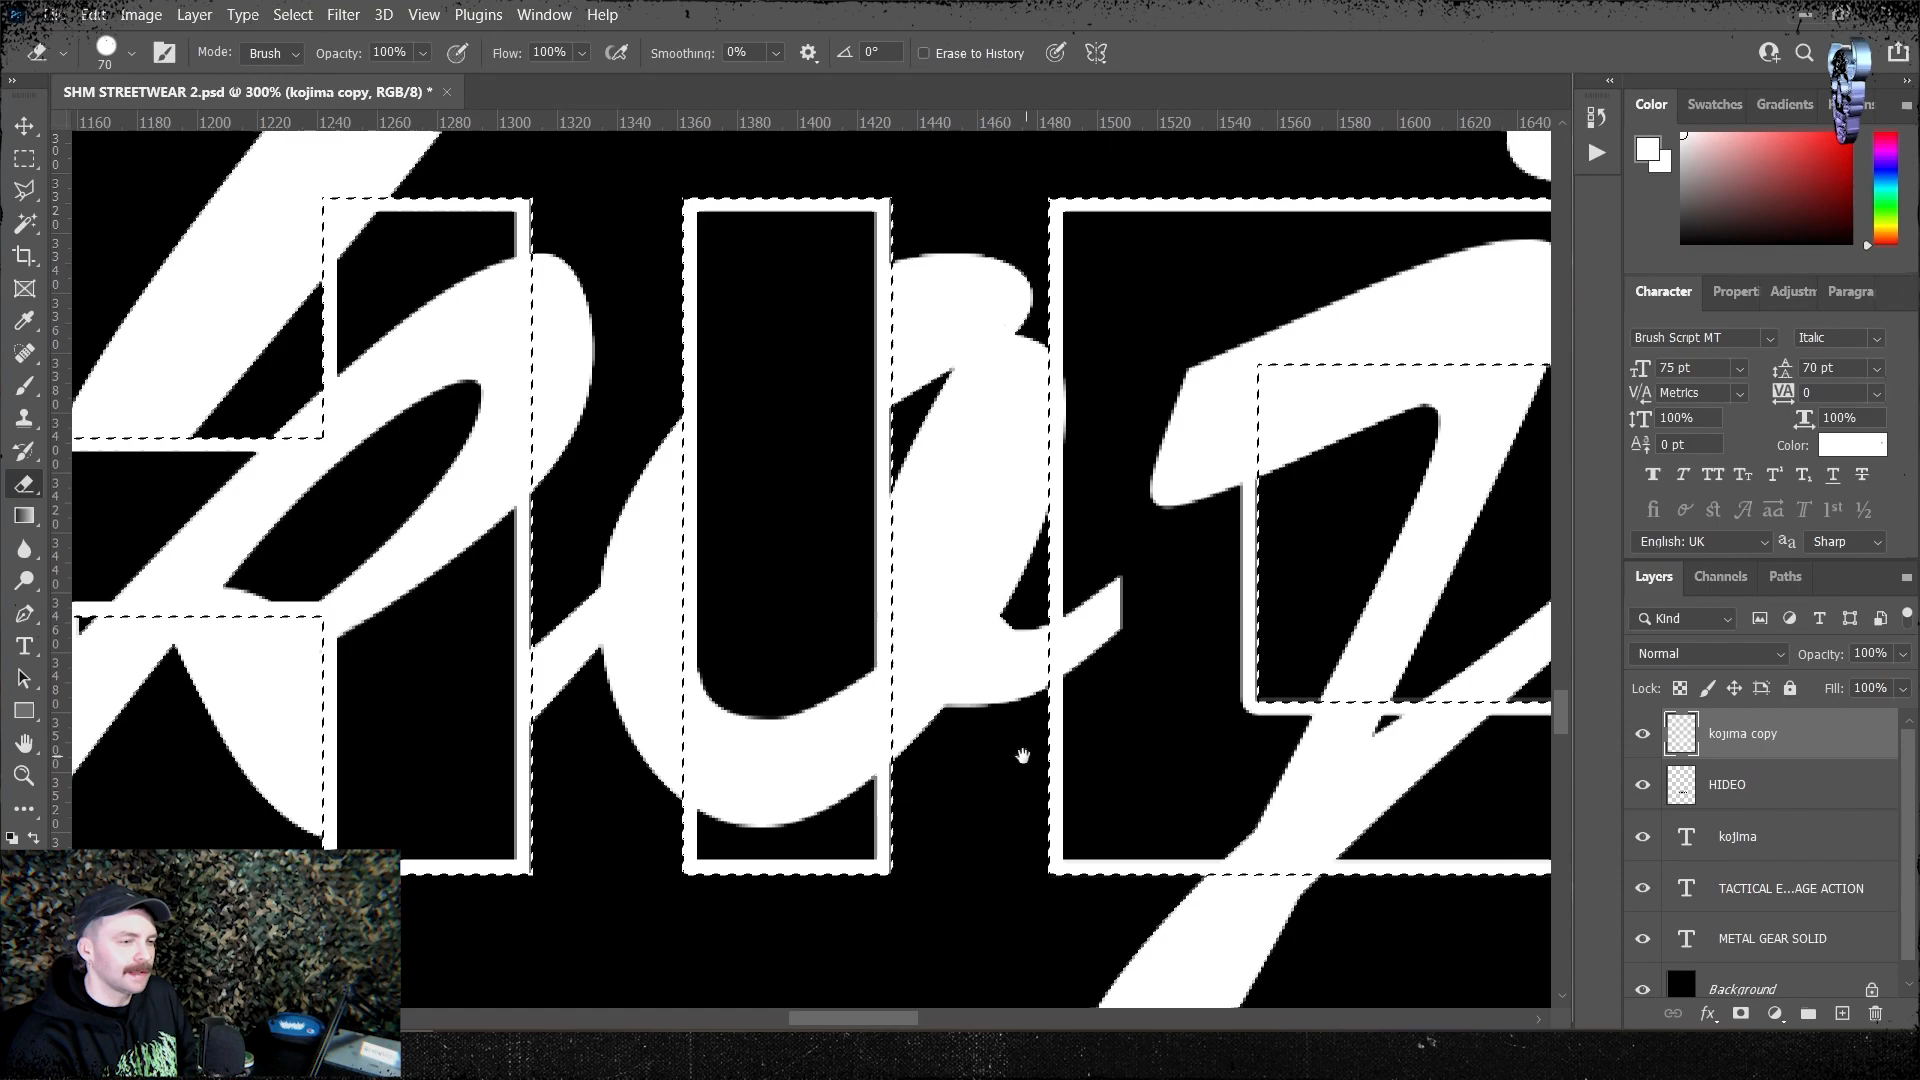 Edit Image Layer Type Select Filter 3D View Plugins Window Help
70 Mode: Brush Opacity: 100% Flow: 100% Smoothing: 0% 0° Erase to History
SHM STREETWEAR 2.psd @ 300% (kojima copy, RGB/8) *
1160 1180 1200 1220 1240 1260 1280 1300 1320 1340 1360 1380 1400 1420 1440 1460 1480 1500 1520 1540 1560 1580 1600 1620 1640
Color Swatches Gradients
Character Properti Adjustm Paragra
Brush Script MT Italic
75 pt 70 pt
Metrics 0
100% 100%
0 pt Color:
English: UK Sharp
Layers Channels Paths
Kind
Normal Opacity: 100%
Lock: Fill: 100%
kojima copy
HIDEO
kojima
TACTICAL E...AGE ACTION
METAL GEAR SOLID
Background